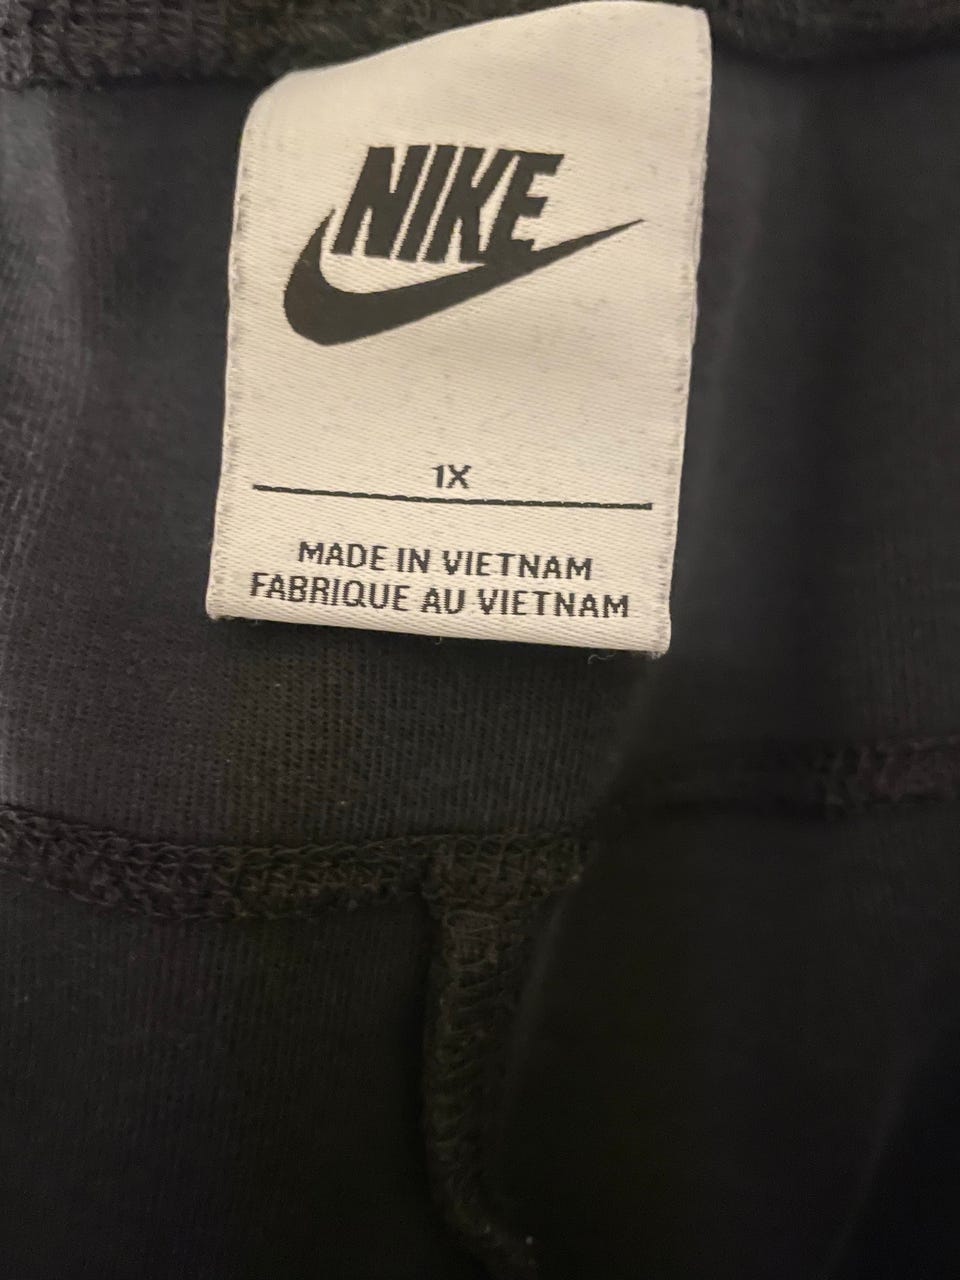 NIKE
1X
MADE IN VIETNAM
FABRIQUE AU VIETNAM